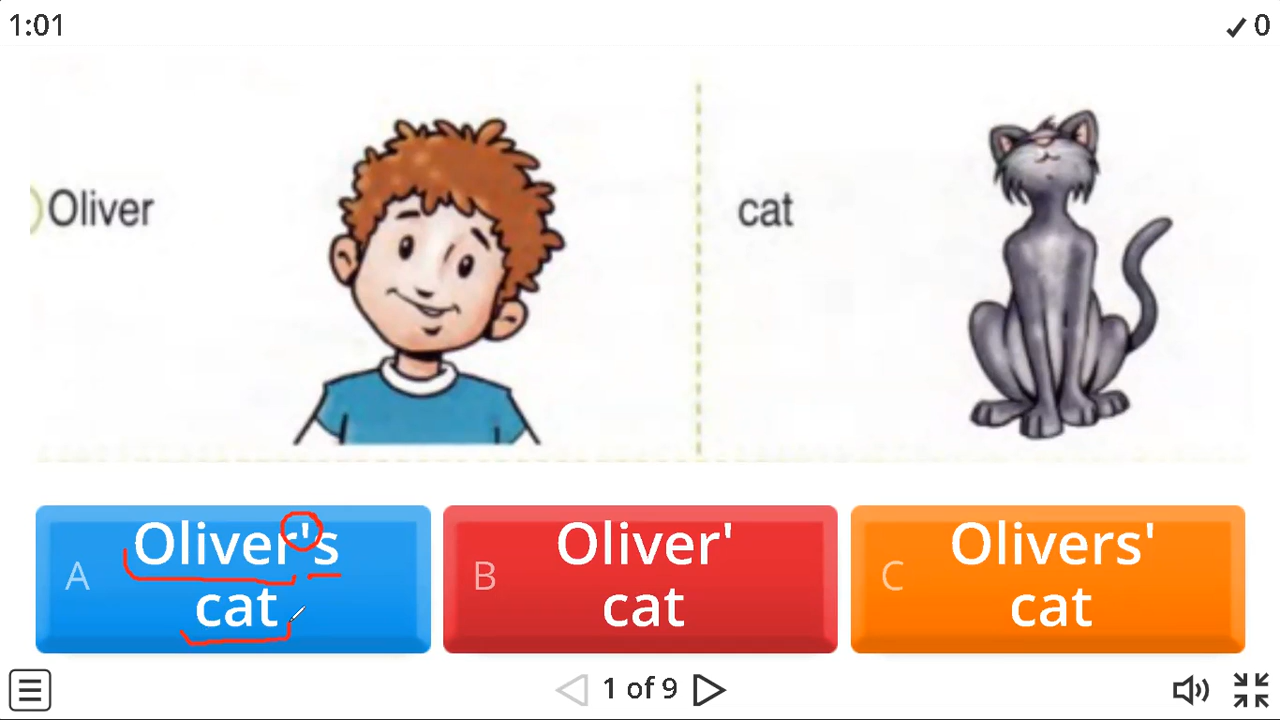 1:01
✓ 0
Oliver
cat
A
Oliver's
cat
B
Oliver'
cat
C
Olivers'
cat
1 of 9